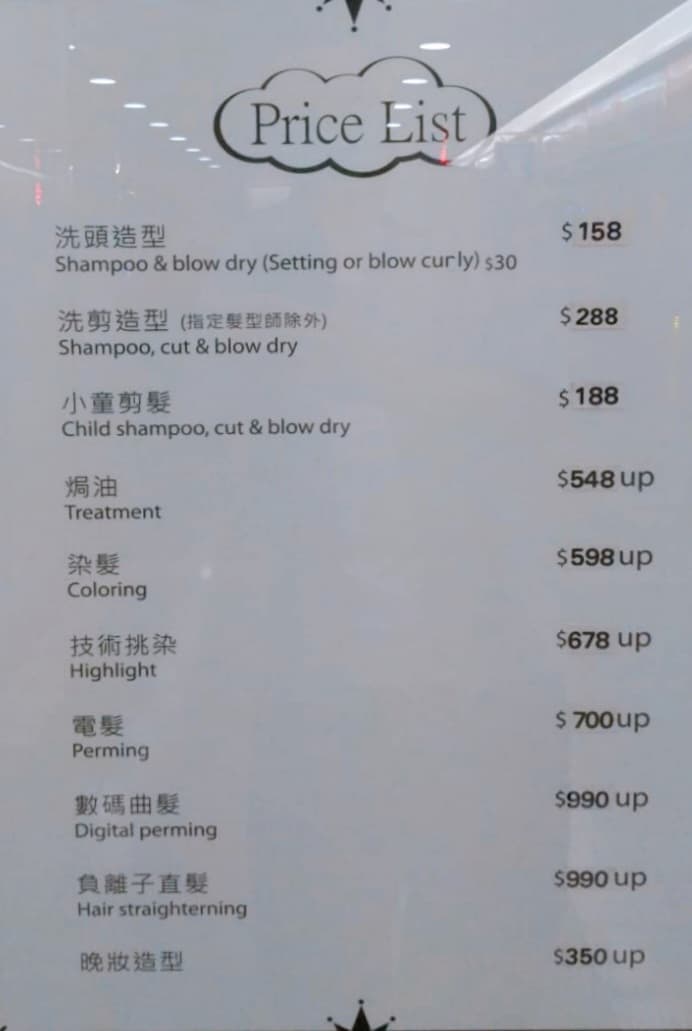 Price List
洗頭造型 $158
Shampoo & blow dry (Setting or blow curly) $30
洗剪造型 (指定髮型師除外) $288
Shampoo, cut & blow dry
小童剪髮 $188
Child shampoo, cut & blow dry
焗油 $548 up
Treatment
染髮 $598 up
Coloring
技術挑染 $678 up
Highlight
電髮 $700 up
Perming
數碼曲髮 $990 up
Digital perming
負離子直髮 $990 up
Hair straighterning
晚妝造型 $350 up